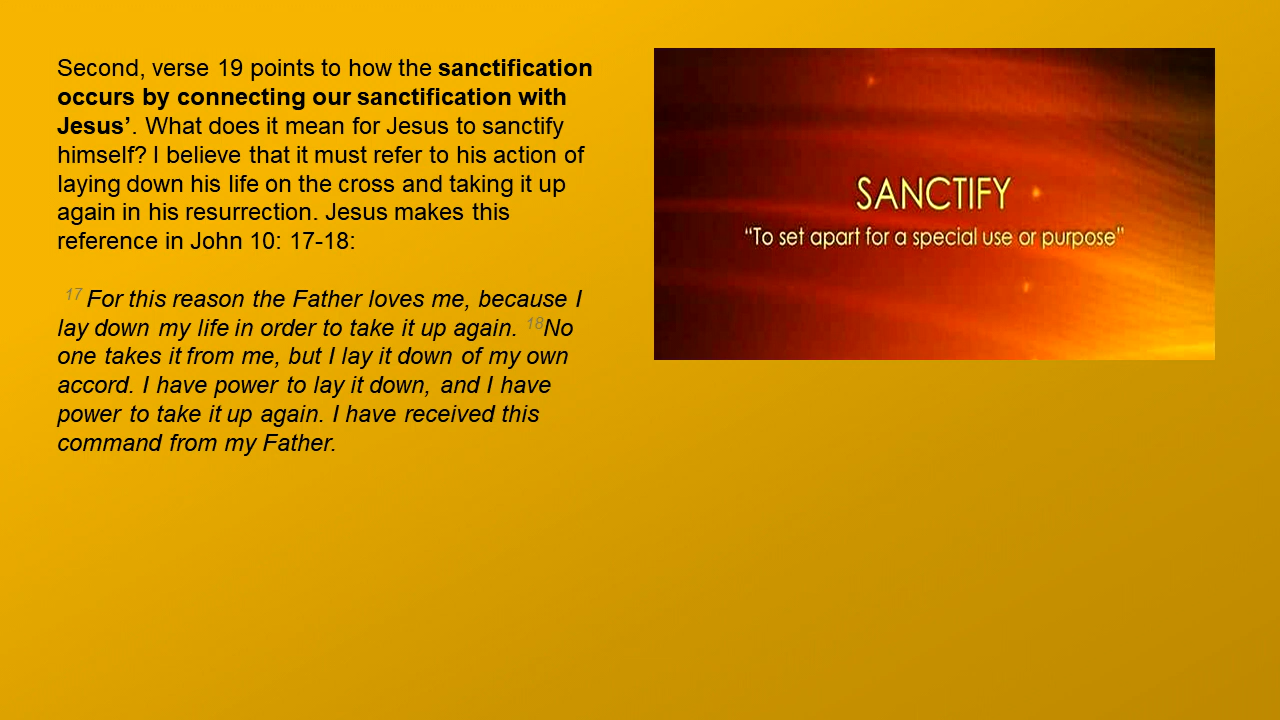 Second, verse 19 points to how the sanctification
occurs by connecting our sanctification with
Jesus’. What does it mean for Jesus to sanctify
himself? I believe that it must refer to his action of
laying down his life on the cross and taking it up
again in his resurrection. Jesus makes this
reference in John 10: 17-18:
17 For this reason the Father loves me, because I
lay down my life in order to take it up again. 18No
one takes it from me, but I lay it down of my own
accord. I have power to lay it down, and I have
power to take it up again. I have received this
command from my Father.
SANCTIFY
“To set apart for a special use or purpose”